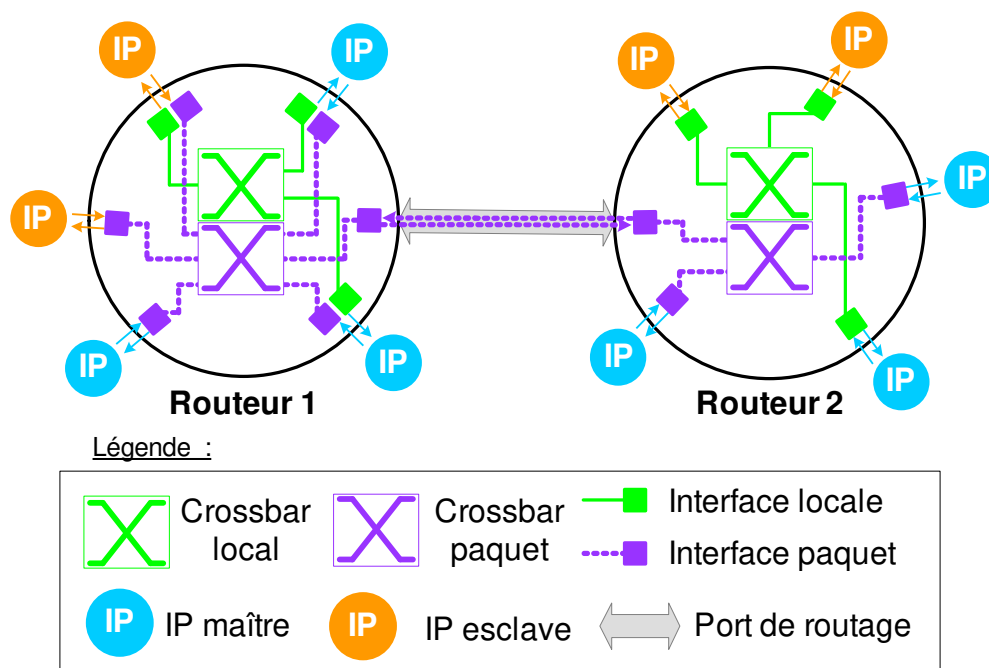 IP
IP
IP
IP
IP
IP
IP
IP
IP
IP
IP
Routeur 1
Routeur 2
Légende :
Crossbar
local
Crossbar
paquet
Interface locale
Interface paquet
IP
IP maître
IP
IP esclave
Port de routage